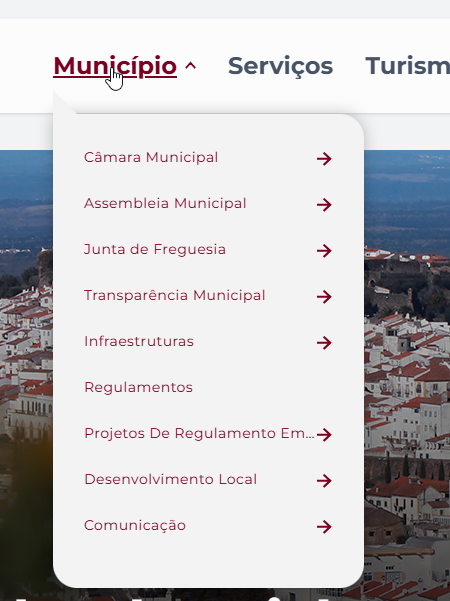 Município Serviços Turism
Câmara Municipal
Assembleia Municipal
Junta de Freguesia
Transparência Municipal
Infraestruturas
Regulamentos
Projetos De Regulamento Em...
Desenvolvimento Local
Comunicação